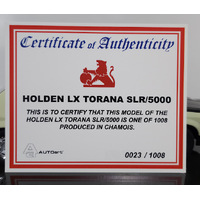 Certificate of Authenticity
HOLDEN LX TORANA SLR/5000
THIS IS TO CERTIFY THAT THIS MODEL OF THE
HOLDEN LX TORANA SLR/5000 IS ONE OF 1008
PRODUCED IN CHAMOIS.
AUTOart
0023 / 1008